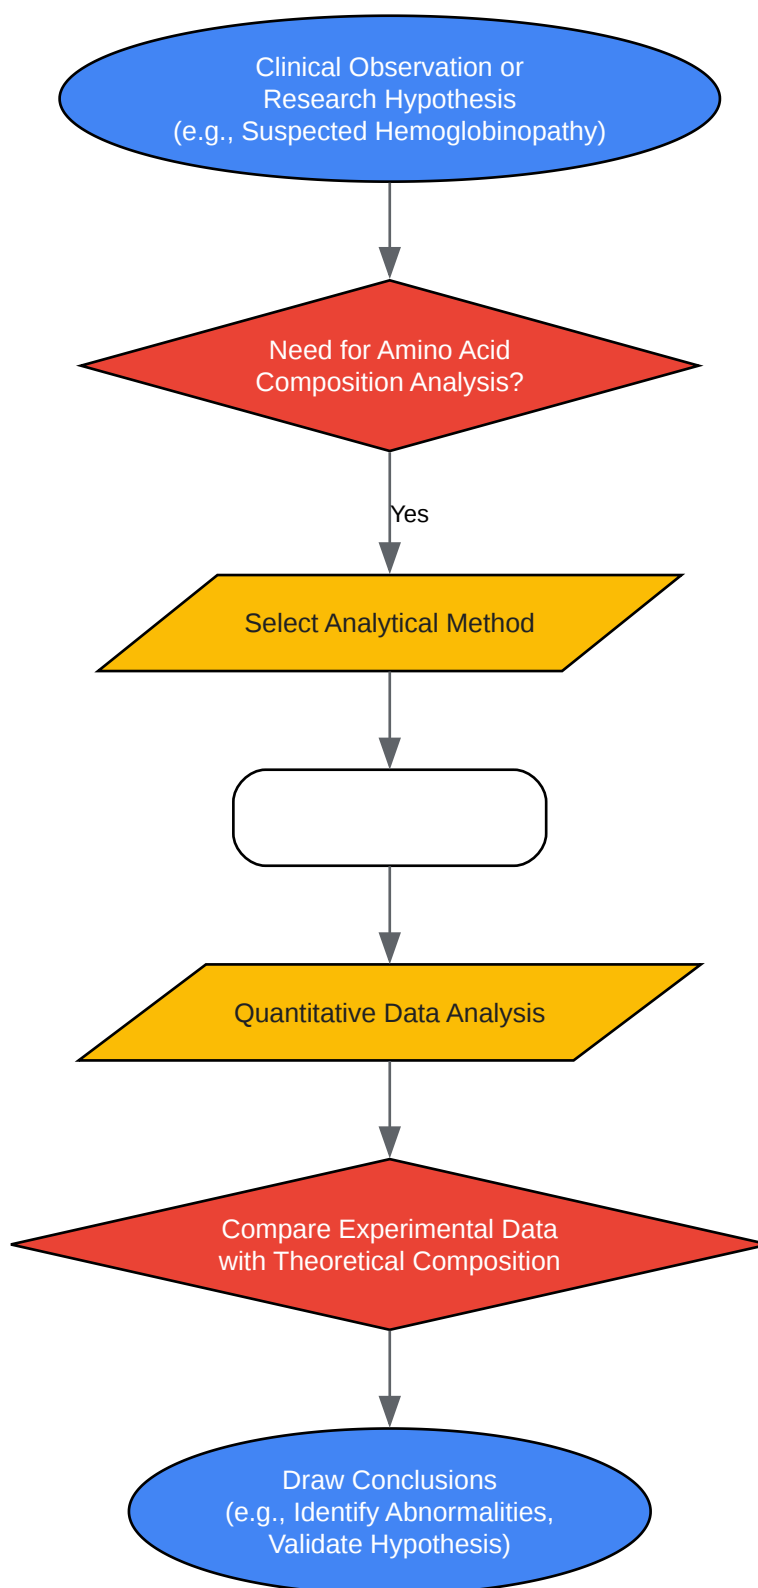 Clinical Observation or
Research Hypothesis
(e.g., Suspected Hemoglobinopathy)
Need for Amino Acid
Composition Analysis?
Yes
Select Analytical Method
Quantitative Data Analysis
Compare Experimental Data
with Theoretical Composition
Draw Conclusions
(e.g., Identify Abnormalities,
Validate Hypothesis)